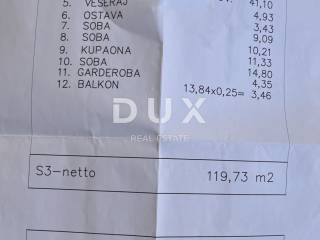 5. VEŠERAJ 41,10
6. OSTAVA 4,93
7. SOBA 3,43
8. SOBA 9,09
9. KUPAONA 10,21
10. SOBA 11,33
11. GARDEROBA 14,80
12. BALKON 4,35
13,84x0,25= 3,46
DUX
REAL ESTATE
S3-netto 119,73 m2